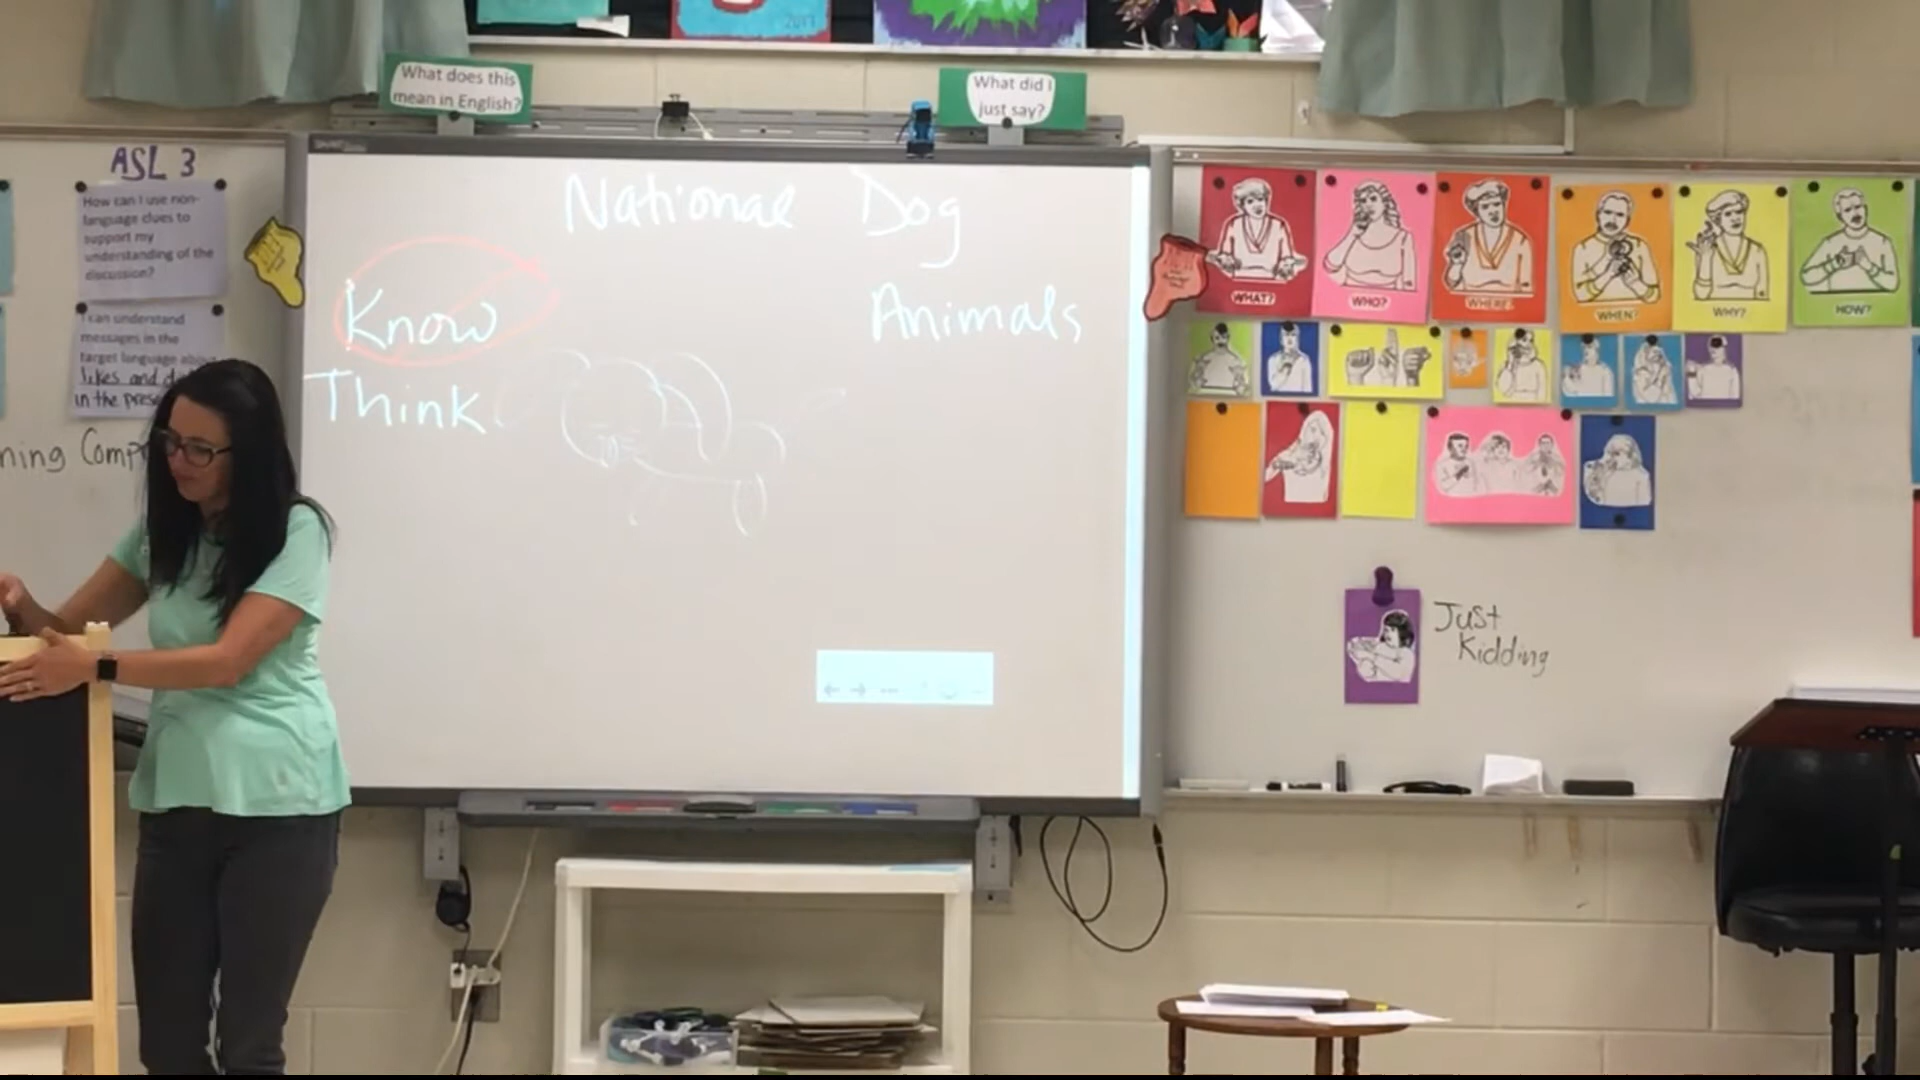 2017
What does this
mean in English?
What did I
just say?
ASL 3
How can I use non-
language clues to
support my
understanding of the
discussion?
I can understand
messages in the
target language about
likes and
in the
National Dog
Know
Animals
Think
WHAT?
WHO?
WHERE?
WHEN?
WHY?
HOW?
Just
Kidding